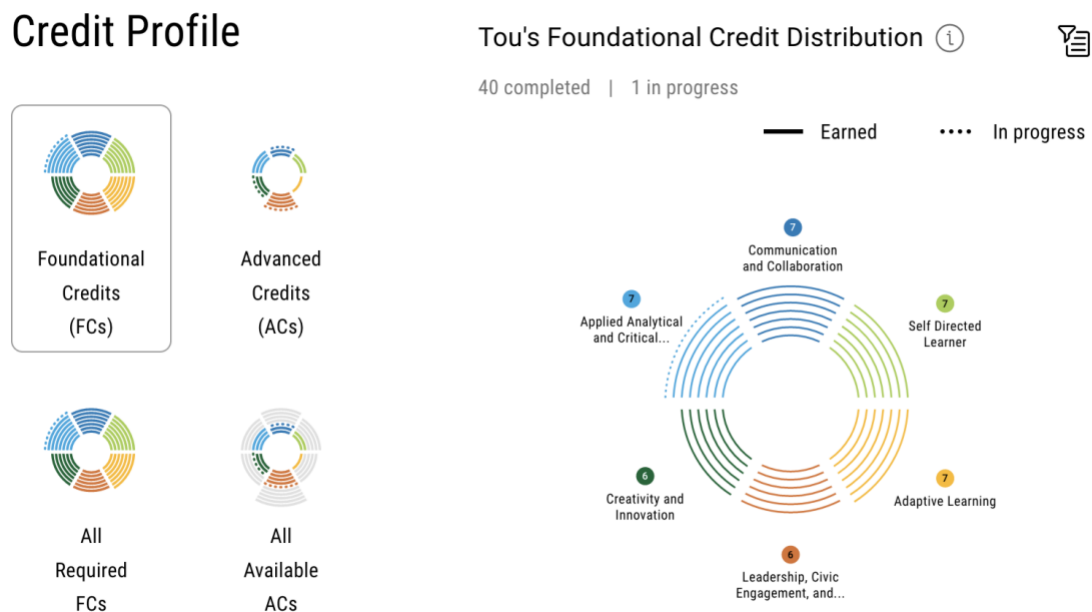 Credit Profile
Foundational
Credits
(FCs)
Advanced
Credits
(ACs)
All
Required
FCs
All
Available
ACs
Tou's Foundational Credit Distribution i
40 completed | 1 in progress
Earned
In progress
7
Communication
and Collaboration
7
Applied Analytical
and Critical...
7
Self Directed
Learner
6
Creativity and
Innovation
7
Adaptive Learning
6
Leadership, Civic
Engagement, and...